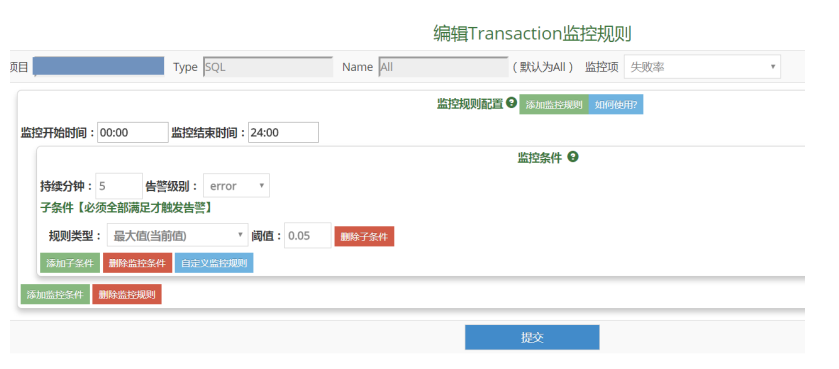 编辑Transaction监控规则
项目 Type SQL Name All (默认为All) 监控项 失败率
监控规则配置 ? 添加监控规则 如何使用?
监控开始时间: 00:00 监控结束时间: 24:00
监控条件 ?
持续分钟: 5 告警级别: error
子条件【必须全部满足才触发告警】
规则类型: 最大值(当前值) 阈值: 0.05 删除子条件
添加子条件 删除监控条件 自定义监控规则
添加监控条件 删除监控规则
提交